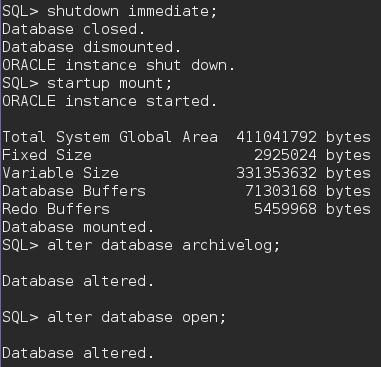 SQL> shutdown immediate;
Database closed.
Database dismounted.
ORACLE instance shut down.
SQL> startup mount;
ORACLE instance started.
Total System Global Area  411041792 bytes
Fixed Size                  2925024 bytes
Variable Size             331353632 bytes
Database Buffers           71303168 bytes
Redo Buffers                5459968 bytes
Database mounted.
SQL> alter database archivelog;
Database altered.
SQL> alter database open;
Database altered.